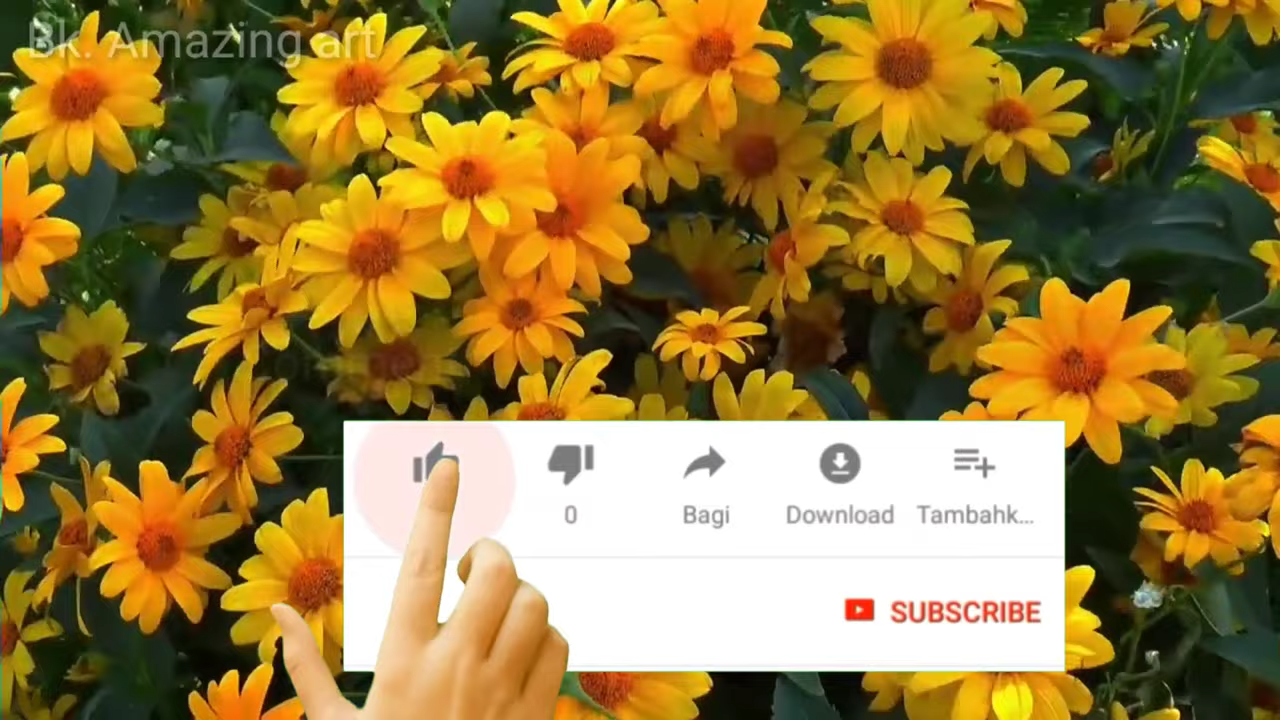 Bk. Amazing art
0
Bagi
Download
Tambahk...
SUBSCRIBE